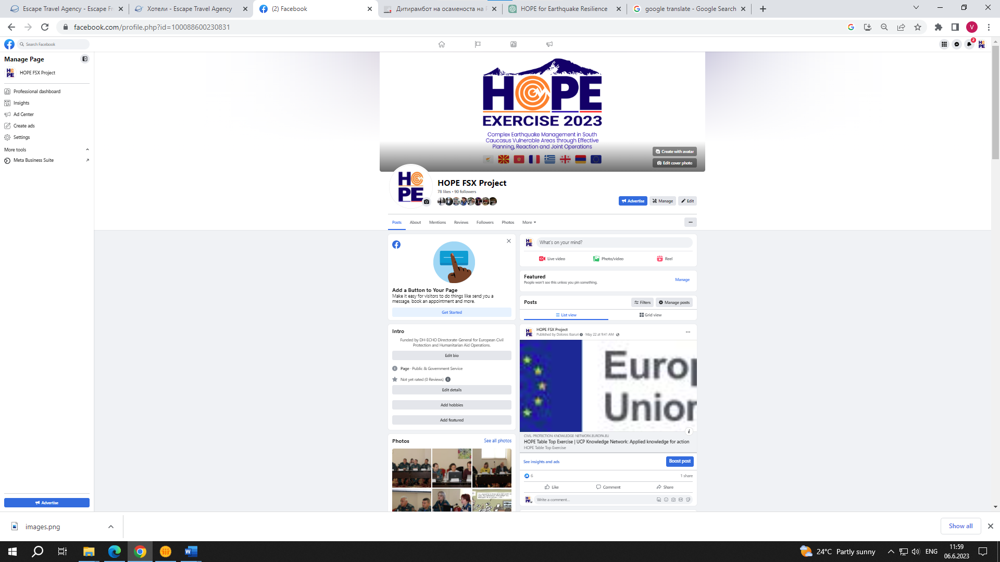 Escape Travel Agency - Escape Fr
Хотели - Escape Travel Agency
(2) Facebook
Дитирамбот на осаменоста на
HOPE for Earthquake Resilience
google translate - Google Search
facebook.com/profile.php?id=100088600230831
V
Search Facebook
2
Manage Page
HOPE FSX Project
Professional dashboard
Insights
Ad Center
Create ads
Settings
More tools
Meta Business Suite
Advertise
HOPE
EXERCISE 2023
Complex Earthquake Management in South
Caucasus Vulnerable Areas through Effective
Planning, Reaction and Joint Operations
Create with avatar
Edit cover photo
HOPE
HOPE FSX Project
78 likes • 90 followers
Advertise
Manage
Edit
Posts
About
Mentions
Reviews
Followers
Photos
More
Add a Button to Your Page
Make it easy for visitors to do things like send you a
message, book an appointment and more.
Get Started
Intro
Funded by DH-ECHO Directorate-General for European Civil
Protection and Humanitarian Aid Operations.
Edit bio
Page · Public & Government Service
Not yet rated (0 Reviews)
Edit details
Add hobbies
Add featured
Photos
See all photos
What's on your mind?
Live video
Photo/video
Reel
Featured
People won't see this unless you pin something.
Manage
Posts
Filters
Manage posts
List view
Grid view
HOPE FSX Project
Published by Dolores Ibaruri · May 22 at 9:41 AM ·
Europ
Union
CIVIL-PROTECTION-KNOWLEDGE-NETWORK.EUROPA.EU
HOPE Table Top Exercise | UCP Knowledge Network: Applied knowledge for action
HOPE Table Top Exercise
See insights and ads
Boost post
6
1 share
Like
Comment
Share
Write a comment...
images.png
Show all
24°C Partly sunny
ENG
11:59
06.6.2023